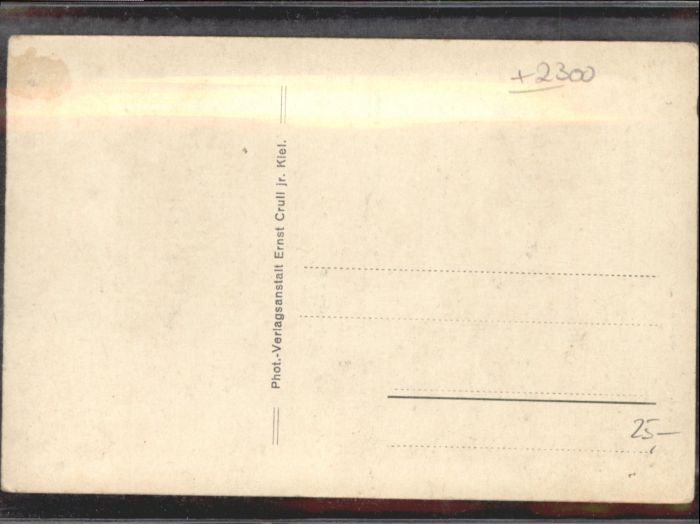 +2300
Phot.-Verlagsanstalt Ernst Crull jr. Kiel.
25,-